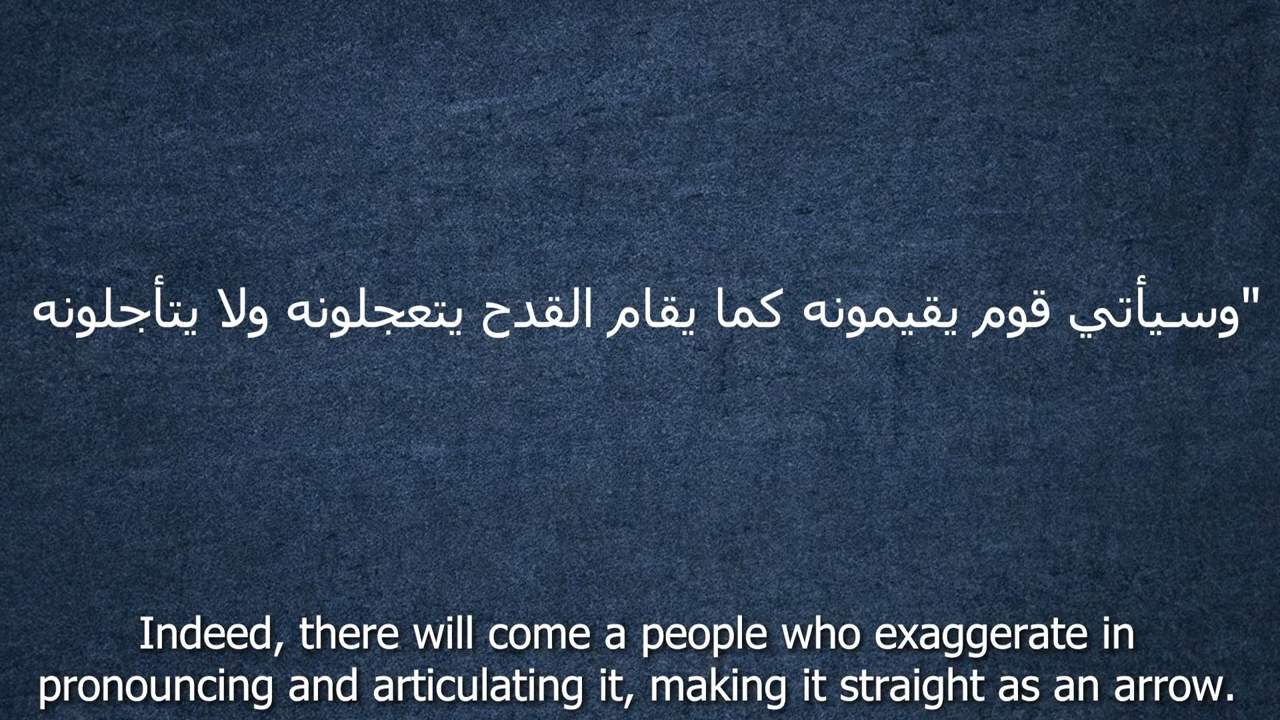 "وسيأتي قوم يقيمونه كما يقام القدح يتعجلونه ولا يتأجلونه
Indeed, there will come a people who exaggerate in
pronouncing and articulating it, making it straight as an arrow.